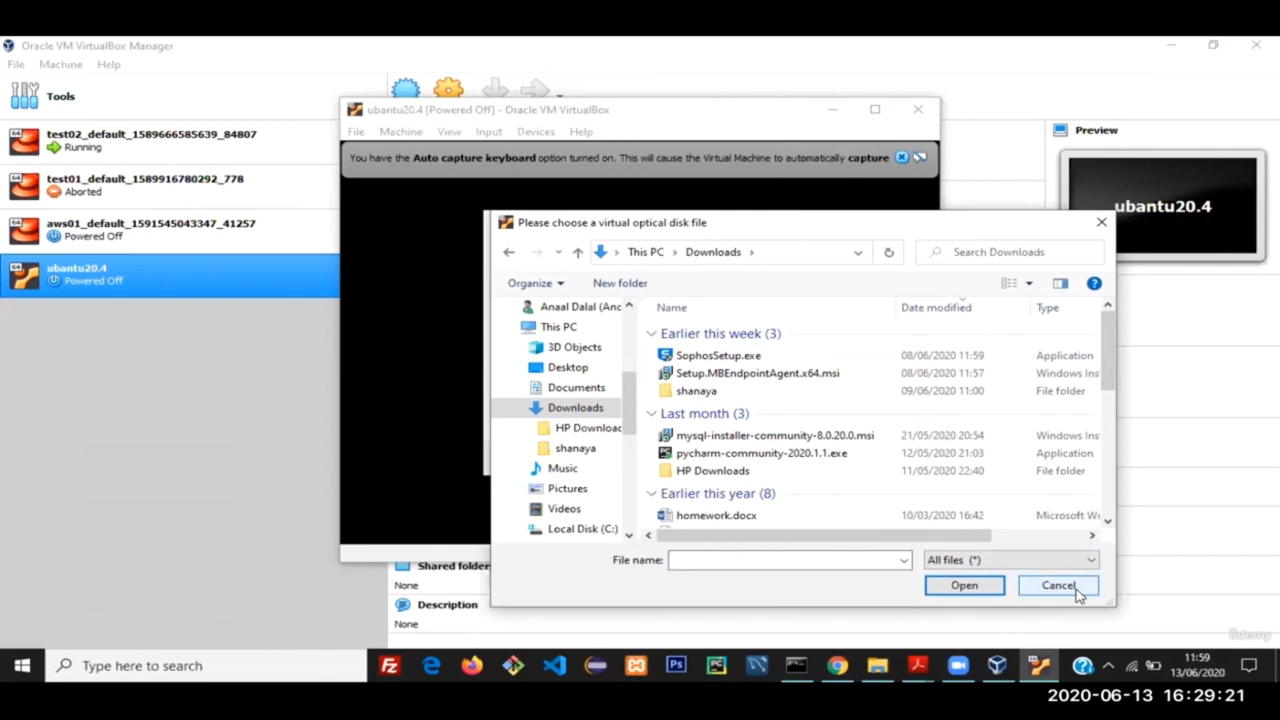 Oracle VM VirtualBox Manager
File Machine Help
Tools
64 test02_default_1589666585639_84807
Running
64 test01_default_1589916780292_778
Aborted
64 aws01_default_1591545043347_41257
Powered Off
64 ubantu20.4
Powered Off
ubantu20.4 [Powered Off] - Oracle VM VirtualBox
File Machine View Input Devices Help
You have the Auto capture keyboard option turned on. This will cause the Virtual Machine to automatically capture
Preview
ubantu20.4
Please choose a virtual optical disk file
This PC > Downloads >
Search Downloads
Organize New folder
Anaal Dalal (Anc
This PC
3D Objects
Desktop
Documents
Downloads
HP Downloac
shanaya
Music
Pictures
Videos
Local Disk (C:)
Name Date modified Type
Earlier this week (3)
SophosSetup.exe 08/06/2020 11:59 Application
Setup.MBEndpointAgent.x64.msi 08/06/2020 11:57 Windows Ins
shanaya 09/06/2020 11:00 File folder
Last month (3)
mysql-installer-community-8.0.20.0.msi 21/05/2020 20:54 Windows Ins
pycharm-community-2020.1.1.exe 12/05/2020 21:03 Application
HP Downloads 11/05/2020 22:40 File folder
Earlier this year (8)
homework.docx 10/03/2020 16:42 Microsoft Wo
File name: All files (*)
Open Cancel
Shared folder
None
Description
None
ûdemy
Type here to search
11:59
13/06/2020
2020-06-13 16:29:21